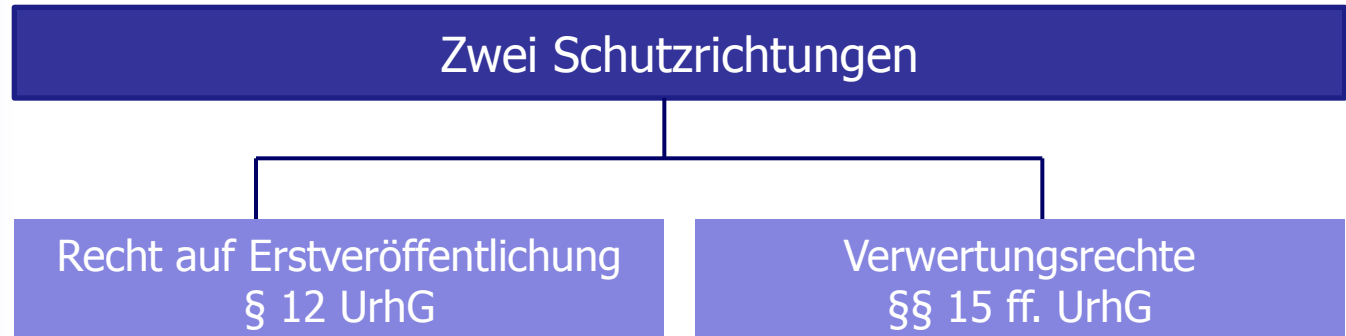 Zwei Schutzrichtungen
Recht auf Erstveröffentlichung
§ 12 UrhG
Verwertungsrechte
§§ 15 ff. UrhG